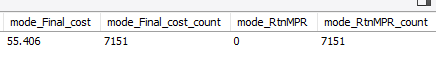 mode_Final_cost mode_Final_cost_count mode_RtnMPR mode_RtnMPR_count
55.406 7151 0 7151